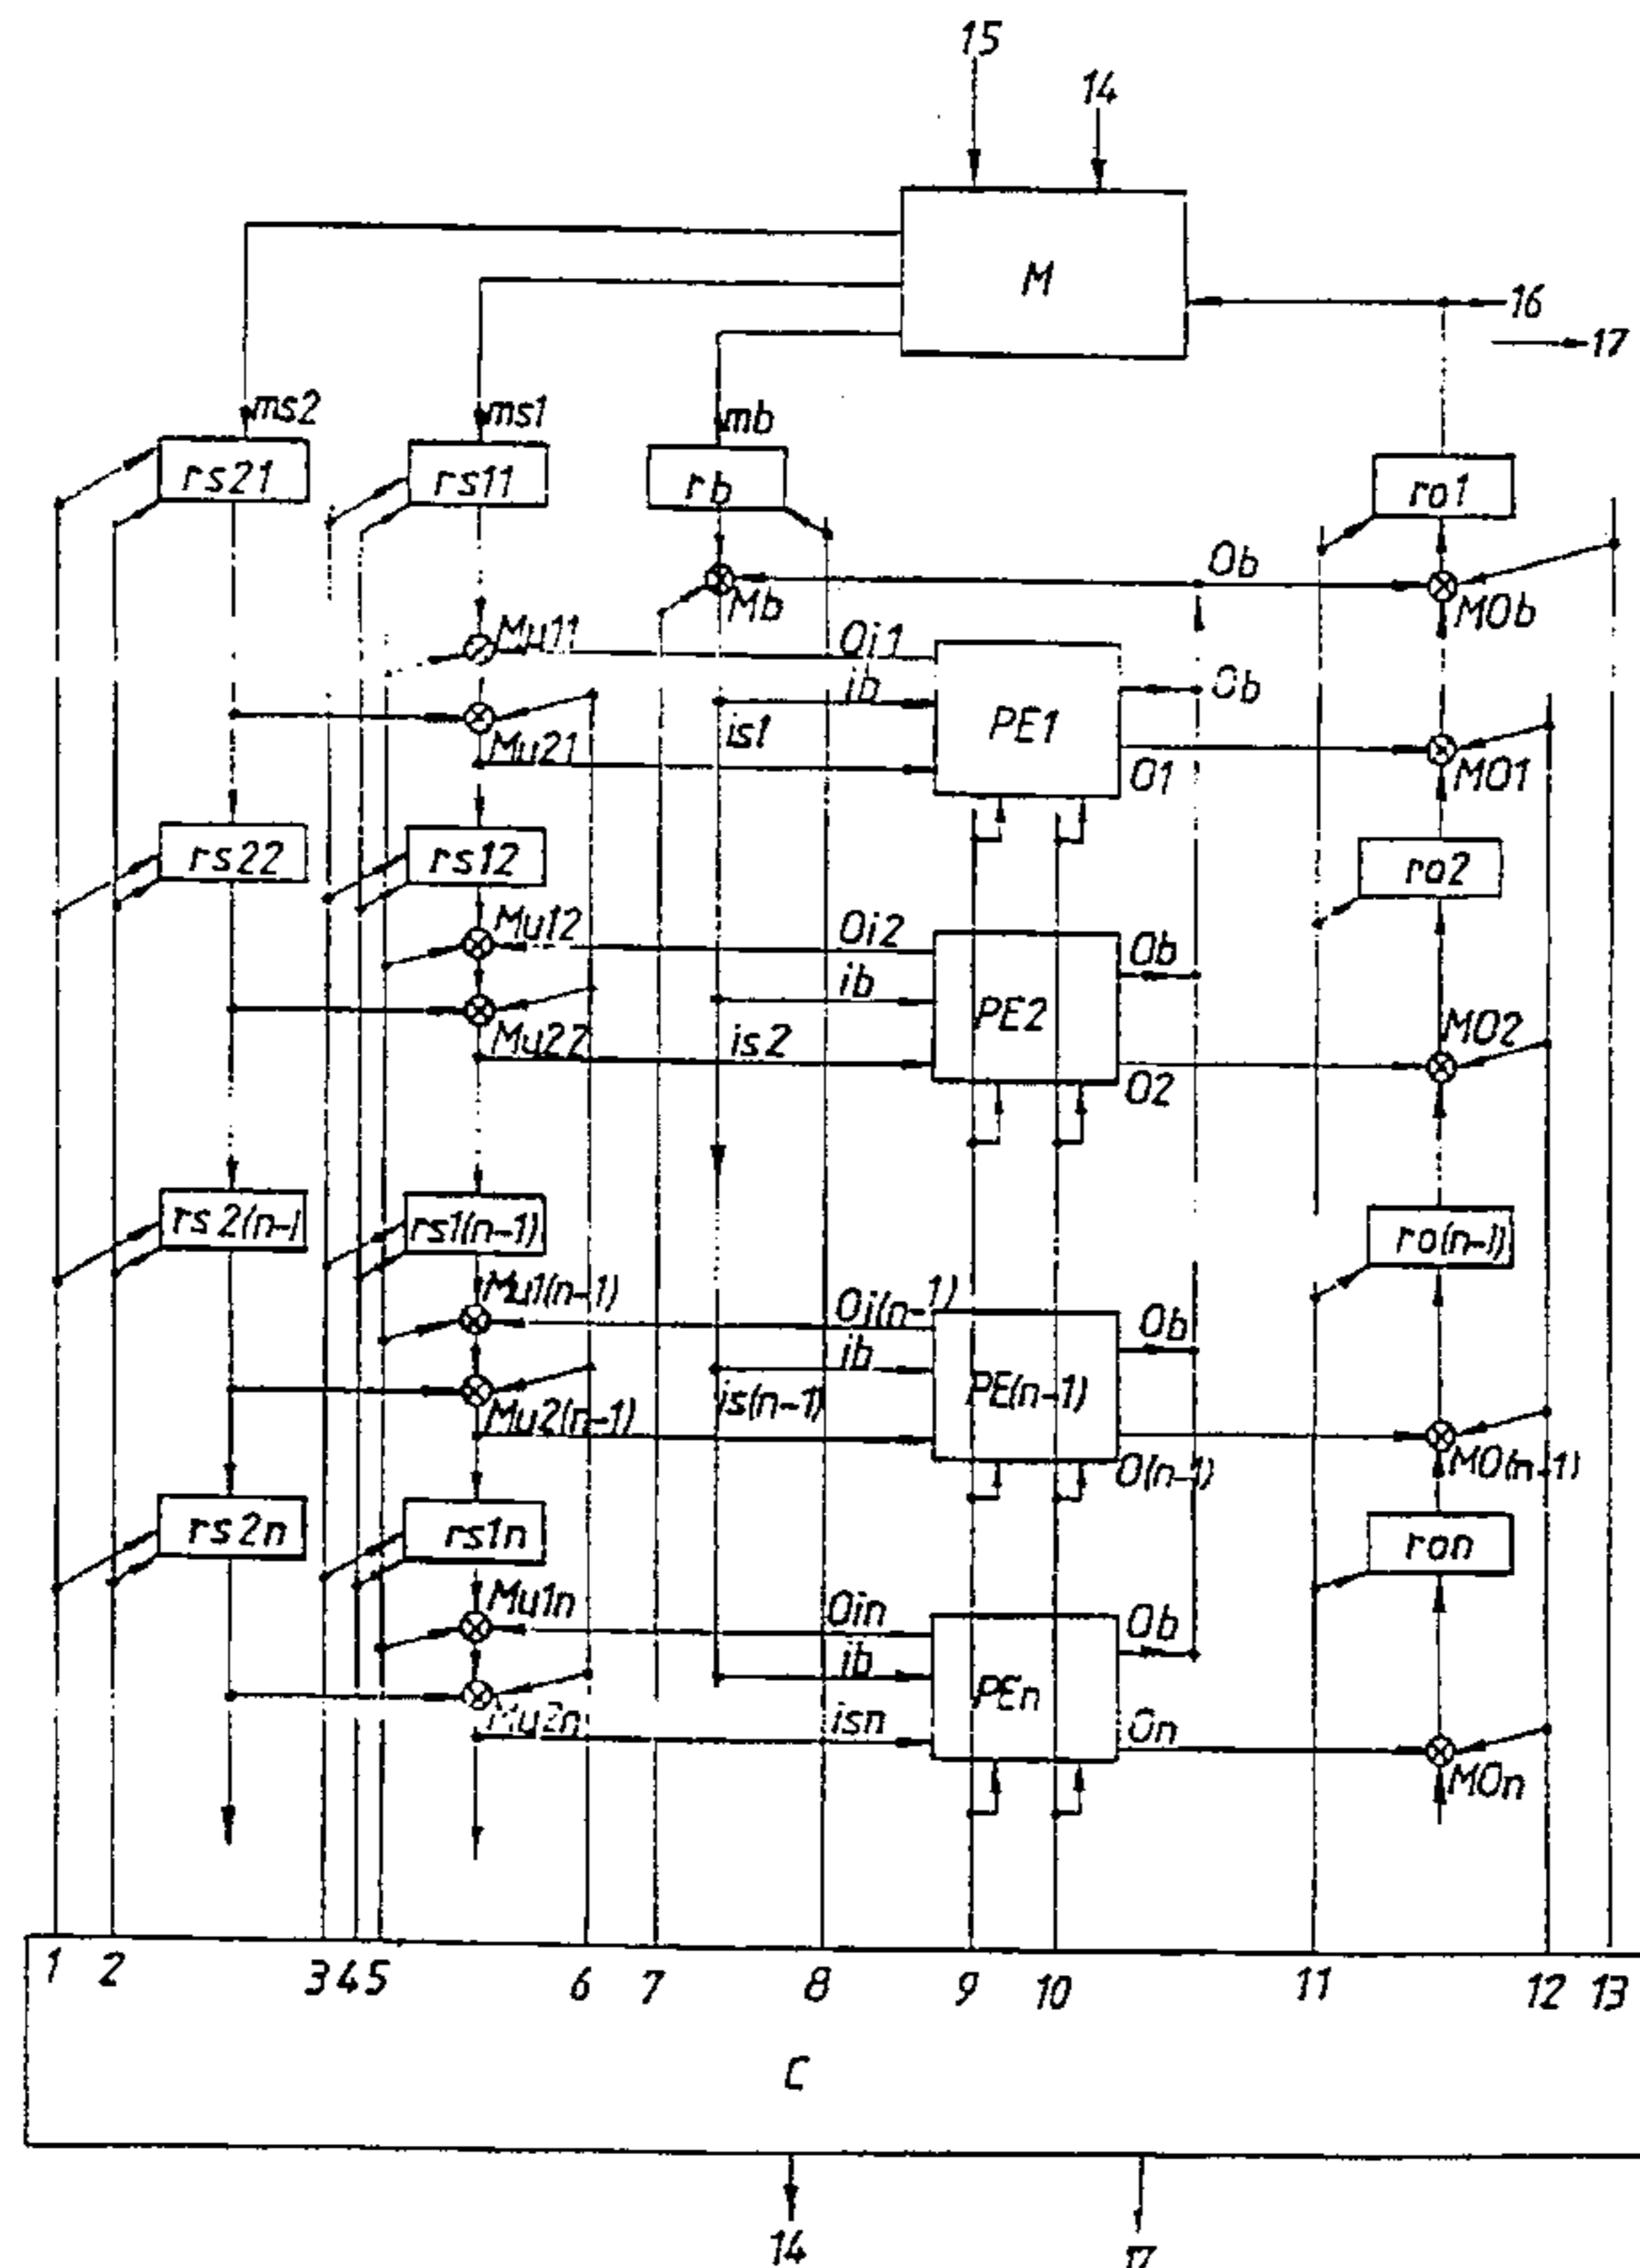 15
14
M
16
17
ms2
ms1
mb
rs21
rs11
rb
ro1
Ob
Mb
MOb
Mu11
Oi1
ib
Ob
PE1
is1
Mu21
O1
MO1
rs22
rs12
ro2
Mu12
Oi2
Ob
ib
PE2
MO2
Mu22
is2
O2
rs2(n-1
rs1(n-1)
ro(n-1)
Mu1(n-1)
Oi(n-1)
Ob
ib
PE(n-1)
is(n-1)
Mu2(n-1)
O(n-1)
MO(n-1)
rs2n
rs1n
ron
Mu1n
Oin
Ob
ib
PEn
Mu2n
isn
On
MOn
1 2 3 4 5 6 7 8 9 10 11 12 13
C
14